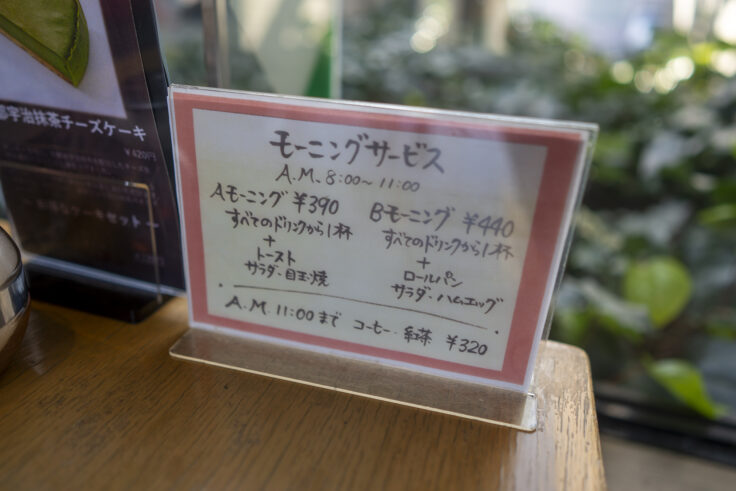 宇治抹茶チーズケーキ
¥420円
モーニングサービス
A.M. 8:00〜11:00
Aモーニング ¥390
すべてのドリンクから1杯
+
トースト
サラダ・目玉焼
Bモーニング ¥440
すべてのドリンクから1杯
+
ロールパン
サラダ・ハムエッグ
A.M. 11:00まで コーヒー・紅茶 ¥320